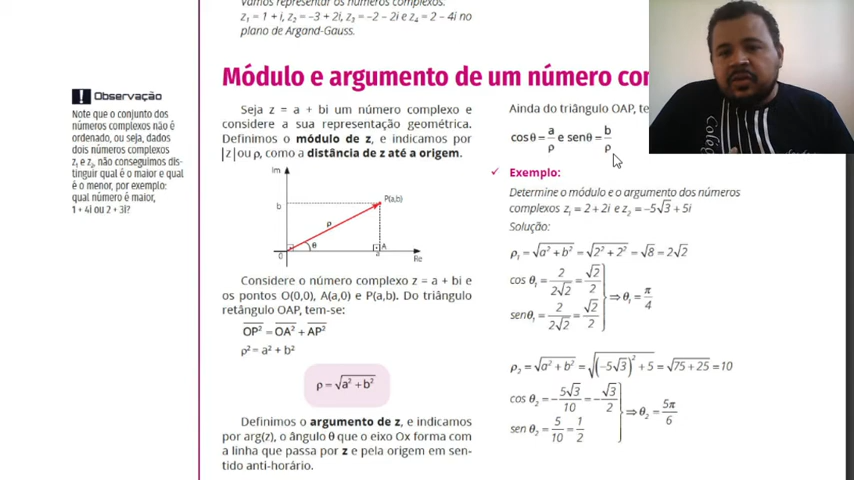 Vamos representar os números complexos:
z₁ = 1 + i, z₂ = –3 + 2i, z₃ = –2 – 2i e z₄ = 2 – 4i no
plano de Argand-Gauss.
Módulo e argumento de um número
! Observação
Note que o conjunto dos
números complexos não é
ordenado, ou seja, dados
dois números complexos
z₁ e z₂, não conseguimos dis-
tinguir qual é o maior e qual
é o menor, por exemplo:
qual número é maior,
1 + 4i ou 2 + 3i?
Seja z = a + bi um número complexo e
considere a sua representação geométrica.
Definimos o módulo de z, e indicamos por
|z| ou ρ, como a distância de z até a origem.
Im
b
P(a,b)
ρ
θ
0
A
a
Re
Considere o número complexo z = a + bi e
os pontos O(0,0), A(a,0) e P(a,b). Do triângulo
retângulo OAP, tem-se:
OP² = OA² + AP²
ρ² = a² + b²
ρ = √a² + b²
Definimos o argumento de z, e indicamos
por arg(z), o ângulo θ que o eixo Ox forma com
a linha que passa por z e pela origem em sen-
tido anti-horário.
Ainda do triângulo OAP,
cos θ = a/ρ e sen θ = b/ρ
✓ Exemplo:
Determine o módulo e o argumento dos números
complexos z₁ = 2 + 2i e z₂ = –5√3 + 5i
Solução:
ρ₁ = √a² + b² = √2² + 2² = √8 = 2√2
cos θ₁ = 2/2√2 = √2/2
sen θ₁ = 2/2√2 = √2/2
⇒ θ₁ = π/4
ρ₂ = √a² + b² = √(–5√3)² + 5 = √75 + 25 = 10
cos θ₂ = –5√3/10 = –√3/2
sen θ₂ = 5/10 = 1/2
⇒ θ₂ = 5π/6